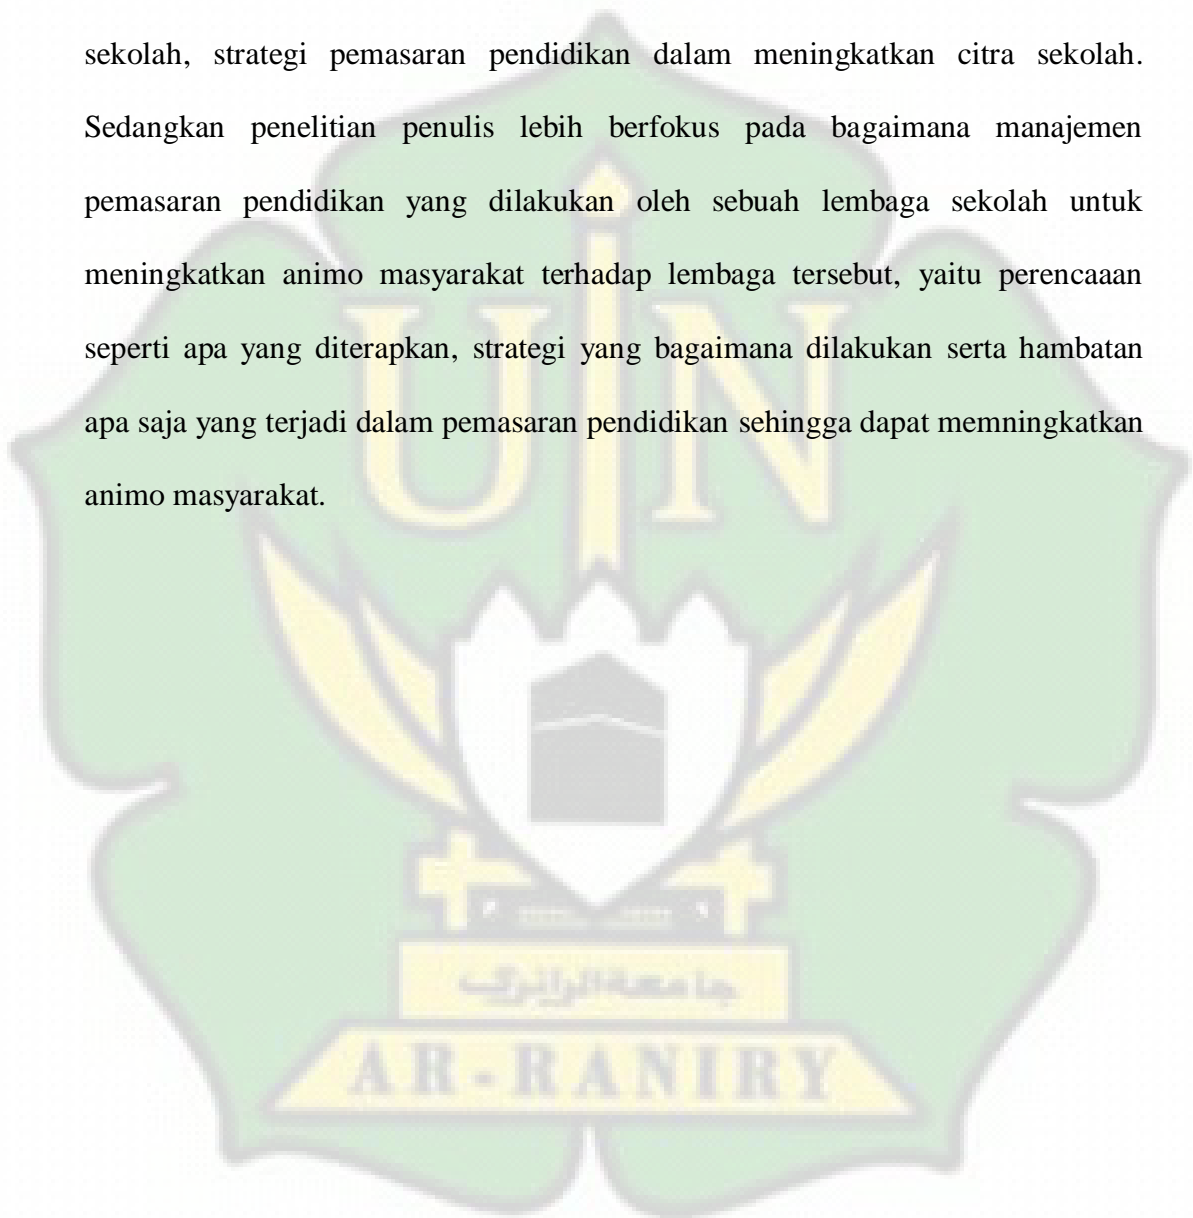 sekolah, strategi pemasaran pendidikan dalam meningkatkan citra sekolah.
Sedangkan penelitian penulis lebih berfokus pada bagaimana manajemen
pemasaran pendidikan yang dilakukan oleh sebuah lembaga sekolah untuk
meningkatkan animo masyarakat terhadap lembaga tersebut, yaitu perencaaan
seperti apa yang diterapkan, strategi yang bagaimana dilakukan serta hambatan
apa saja yang terjadi dalam pemasaran pendidikan sehingga dapat memningkatkan
animo masyarakat.
UIN
جامعة الرانري
AR-RANIRY